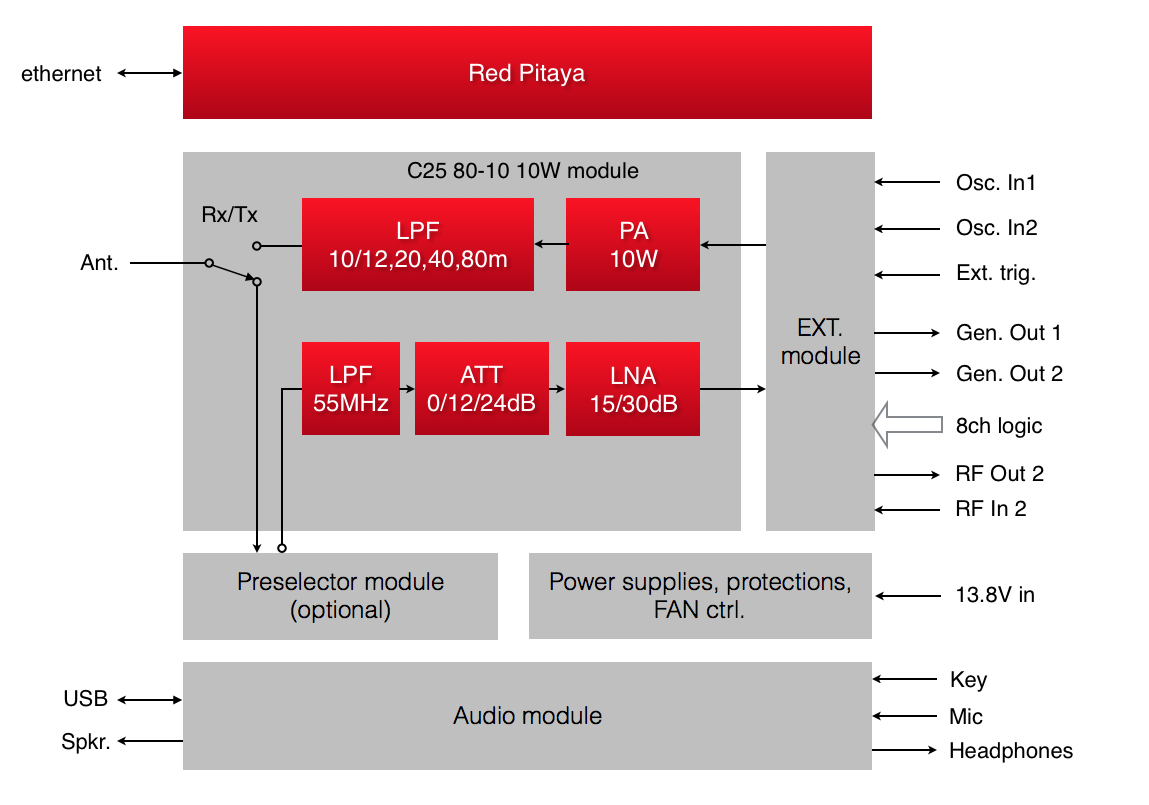 ethernet
Red Pitaya
C25 80-10 10W module
Rx/Tx
Ant.
LPF
10/12,20,40,80m
PA
10W
LPF
55MHz
ATT
0/12/24dB
LNA
15/30dB
EXT.
module
Osc. In1
Osc. In2
Ext. trig.
Gen. Out 1
Gen. Out 2
8ch logic
RF Out 2
RF In 2
Preselector module
(optional)
Power supplies, protections,
FAN ctrl.
13.8V in
USB
Spkr.
Audio module
Key
Mic
Headphones